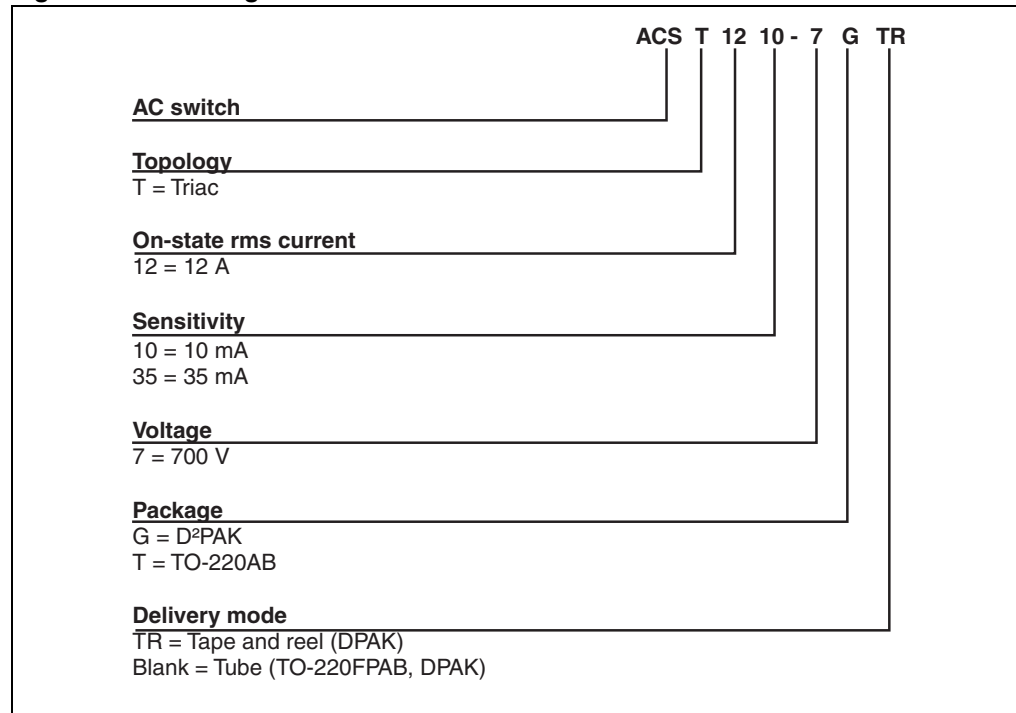 ACS T 12 10 - 7 G TR
AC switch
Topology
T = Triac
On-state rms current
12 = 12 A
Sensitivity
10 = 10 mA
35 = 35 mA
Voltage
7 = 700 V
Package
G = D²PAK
T = TO-220AB
Delivery mode
TR = Tape and reel (DPAK)
Blank = Tube (TO-220FPAB, DPAK)